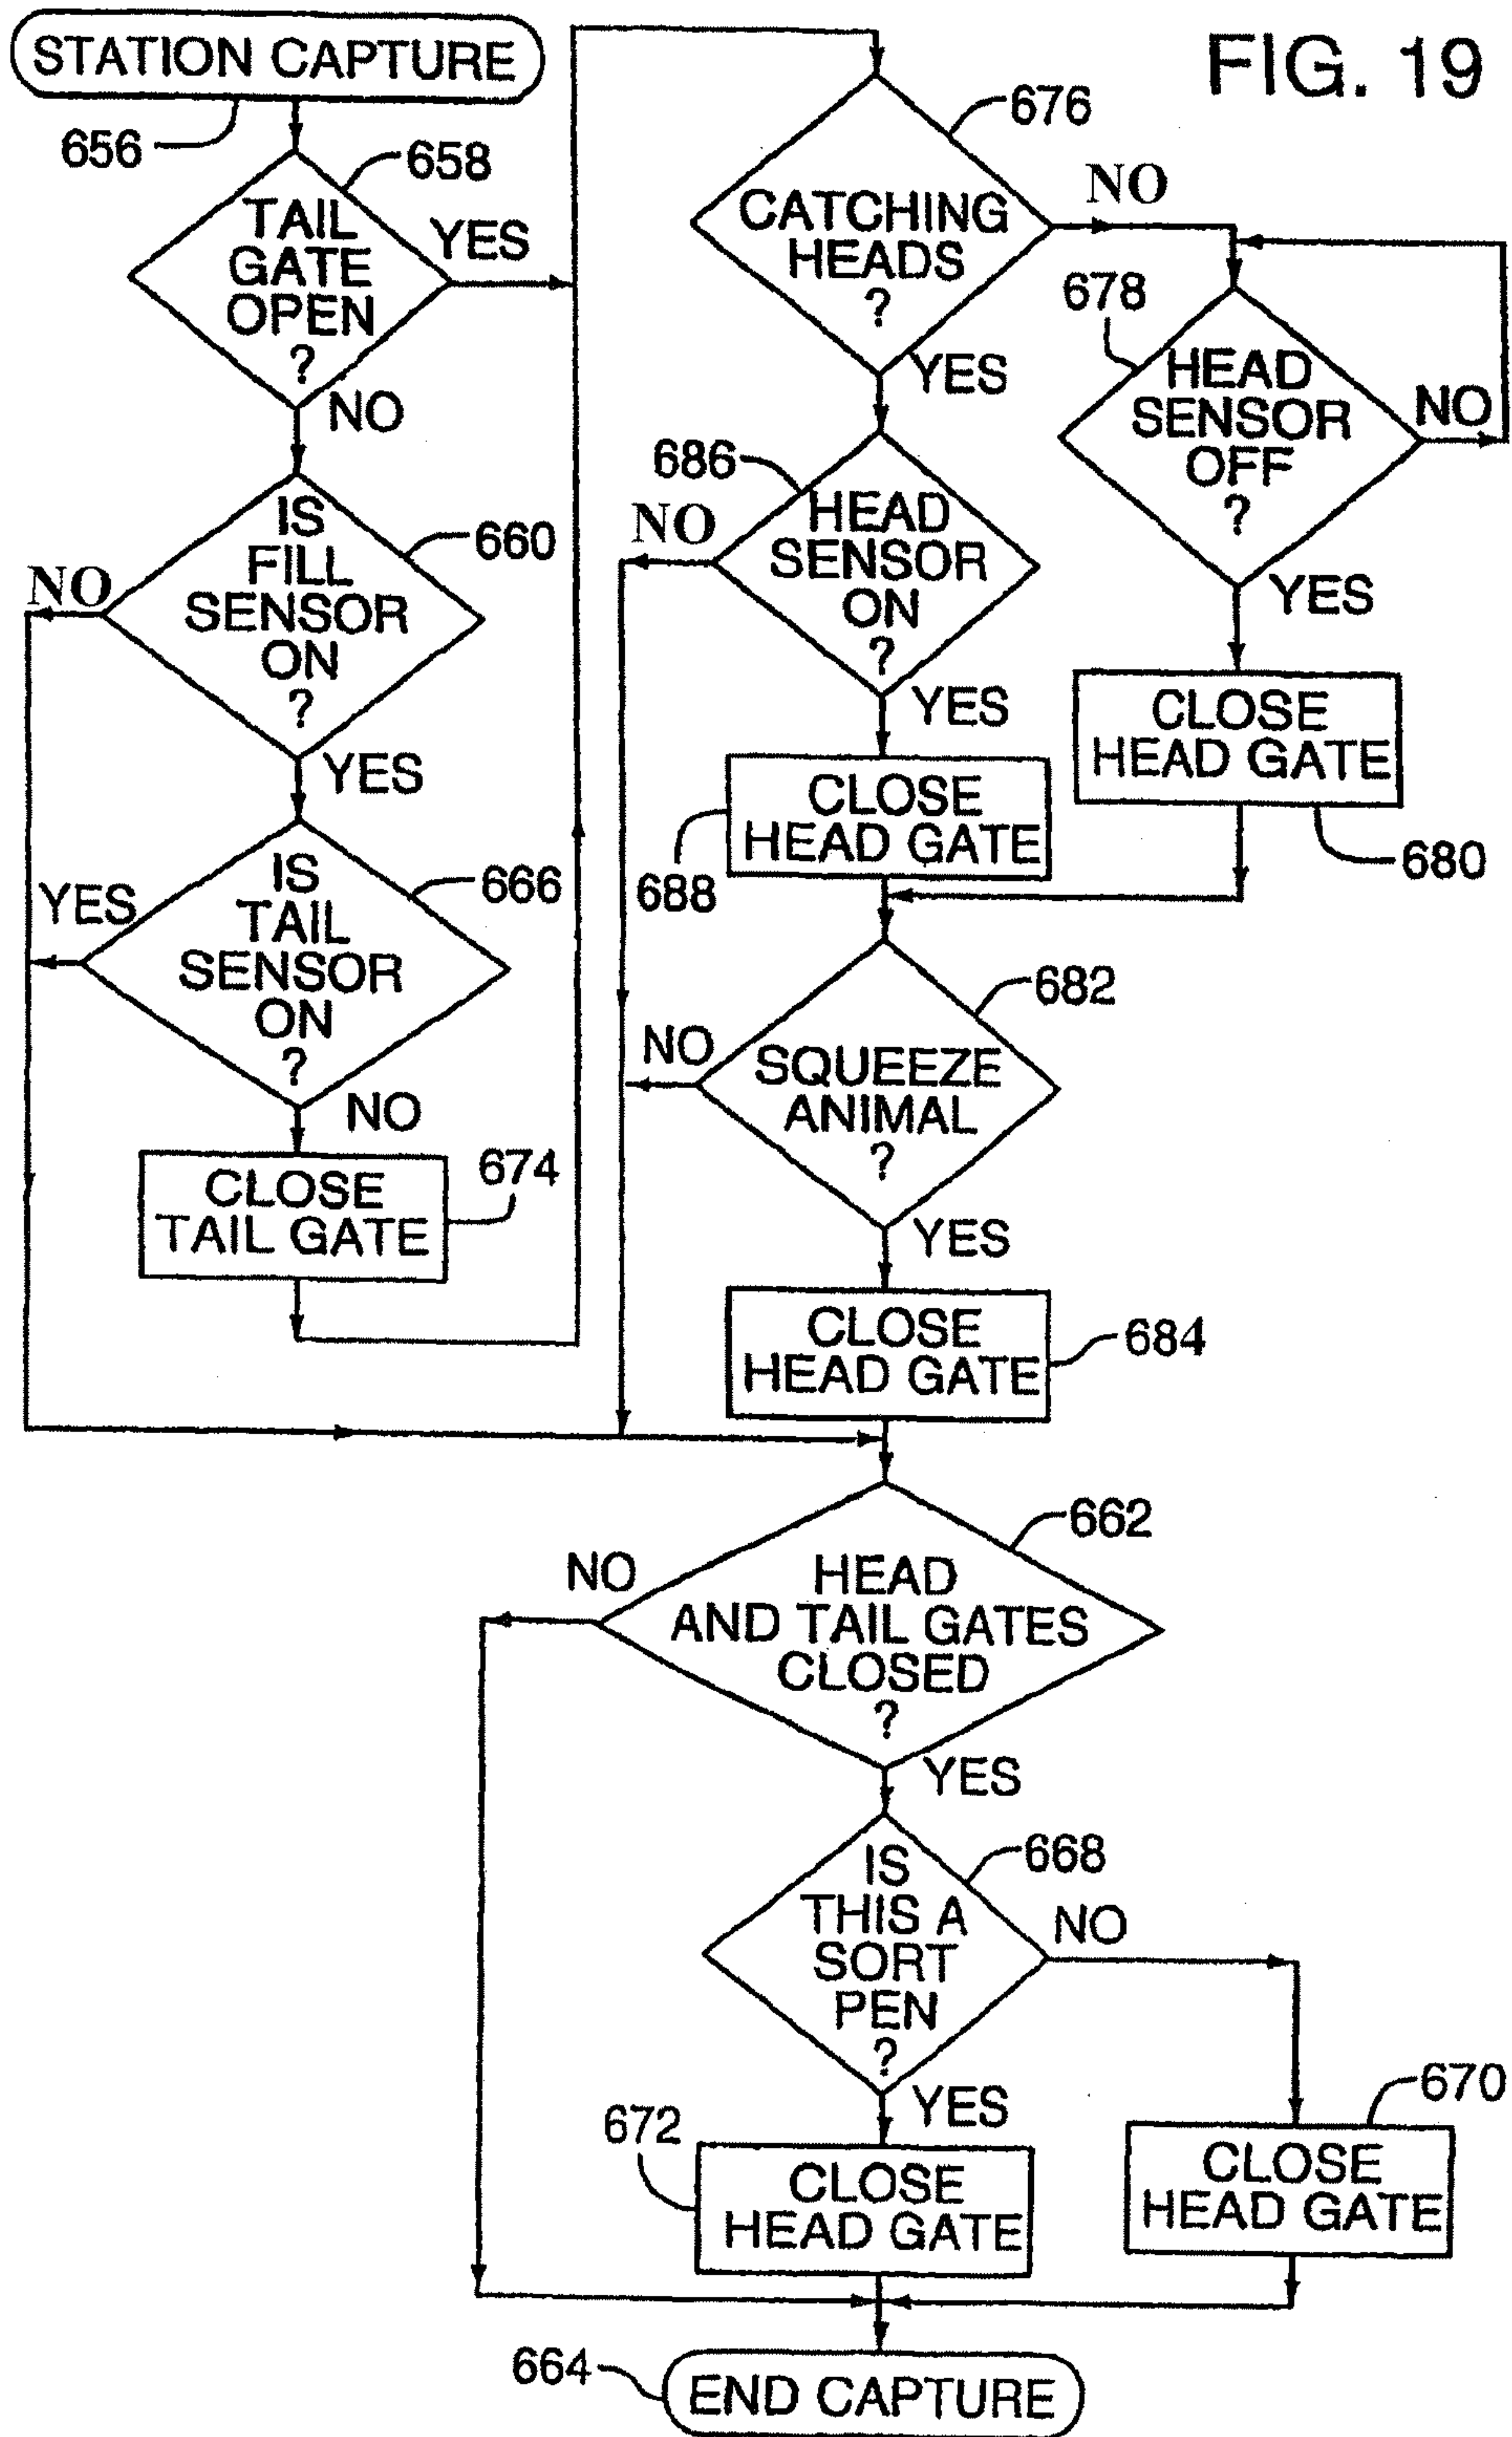 FIG. 19
STATION CAPTURE
656
658
TAIL
GATE
OPEN
?
YES
NO
660
IS
FILL
SENSOR
ON
?
NO
YES
666
IS
TAIL
SENSOR
ON
?
YES
NO
674
CLOSE
TAIL GATE
676
CATCHING
HEADS
?
NO
YES
678
HEAD
SENSOR
OFF
?
NO
YES
CLOSE
HEAD GATE
680
686
HEAD
SENSOR
ON
?
NO
YES
CLOSE
HEAD GATE
688
682
SQUEEZE
ANIMAL
?
NO
YES
CLOSE
HEAD GATE
684
662
HEAD
AND TAIL GATES
CLOSED
?
NO
YES
668
IS
THIS A
SORT
PEN
?
NO
YES
672
CLOSE
HEAD GATE
670
CLOSE
HEAD GATE
664
END CAPTURE